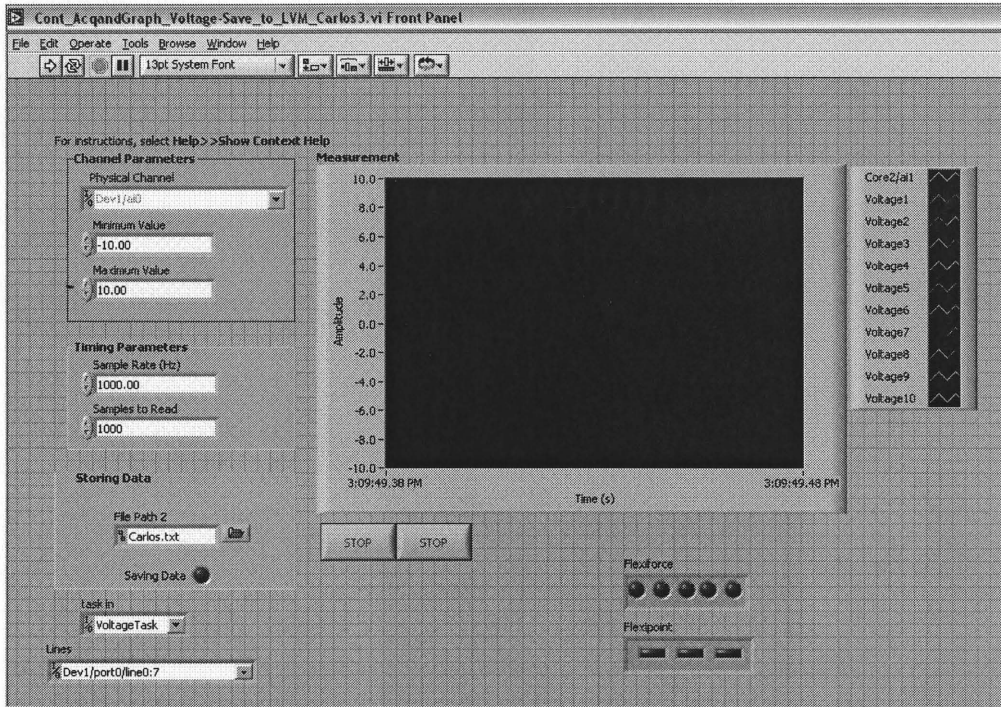 Cont_AcqandGraph_Voltage-Save_to_LVM_Carlos3.vi Front Panel
File Edit Operate Tools Browse Window Help
13pt System Font
For instructions, select Help>>Show Context Help
Channel Parameters
Physical Channel
Dev1/ai0
Minimum Value
-10.00
Maximum Value
10.00
Timing Parameters
Sample Rate (Hz)
1000.00
Samples to Read
1000
Storing Data
File Path 2
Carlos.txt
Saving Data
task in
VoltageTask
Lines
Dev1/port0/line0:7
Measurement
Amplitude
10.0
8.0
6.0
4.0
2.0
0.0
-2.0
-4.0
-6.0
-8.0
-10.0
3:09:49.38 PM
3:09:49.48 PM
Time (s)
STOP
STOP
Core2/ai1
Voltage1
Voltage2
Voltage3
Voltage4
Voltage5
Voltage6
Voltage7
Voltage8
Voltage9
Voltage10
Flexiforce
Flexipoint